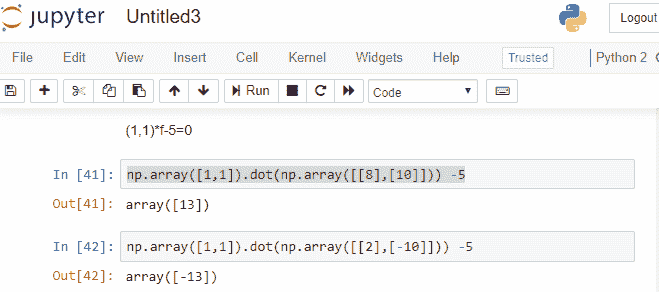 jupyter Untitled3
Logout
File Edit View Insert Cell Kernel Widgets Trusted Python 2
Run Code
(1,1)*f-5=0
In [41]: np.array([1,1]).dot(np.array([[8],[10]])) -5
Out[41]: array([13])
In [42]: np.array([1,1]).dot(np.array([[2],[-10]])) -5
Out[42]: array([-13])